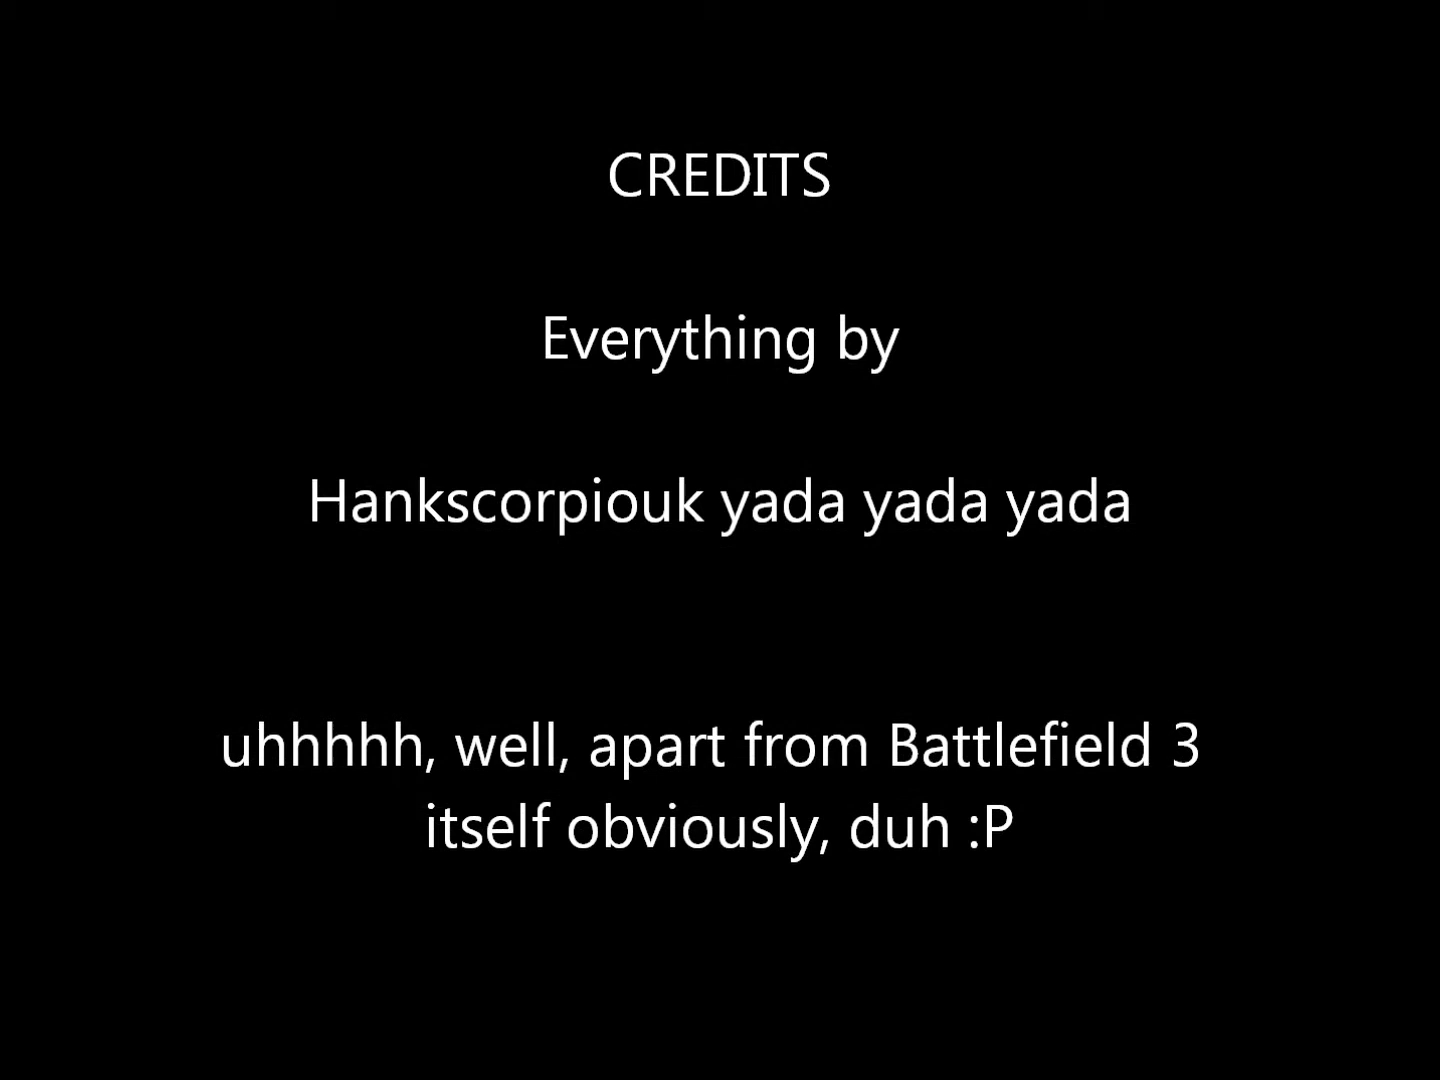 CREDITS
Everything by
Hankscorpiouk yada yada yada
uhhhhh, well, apart from Battlefield 3
itself obviously, duh :P